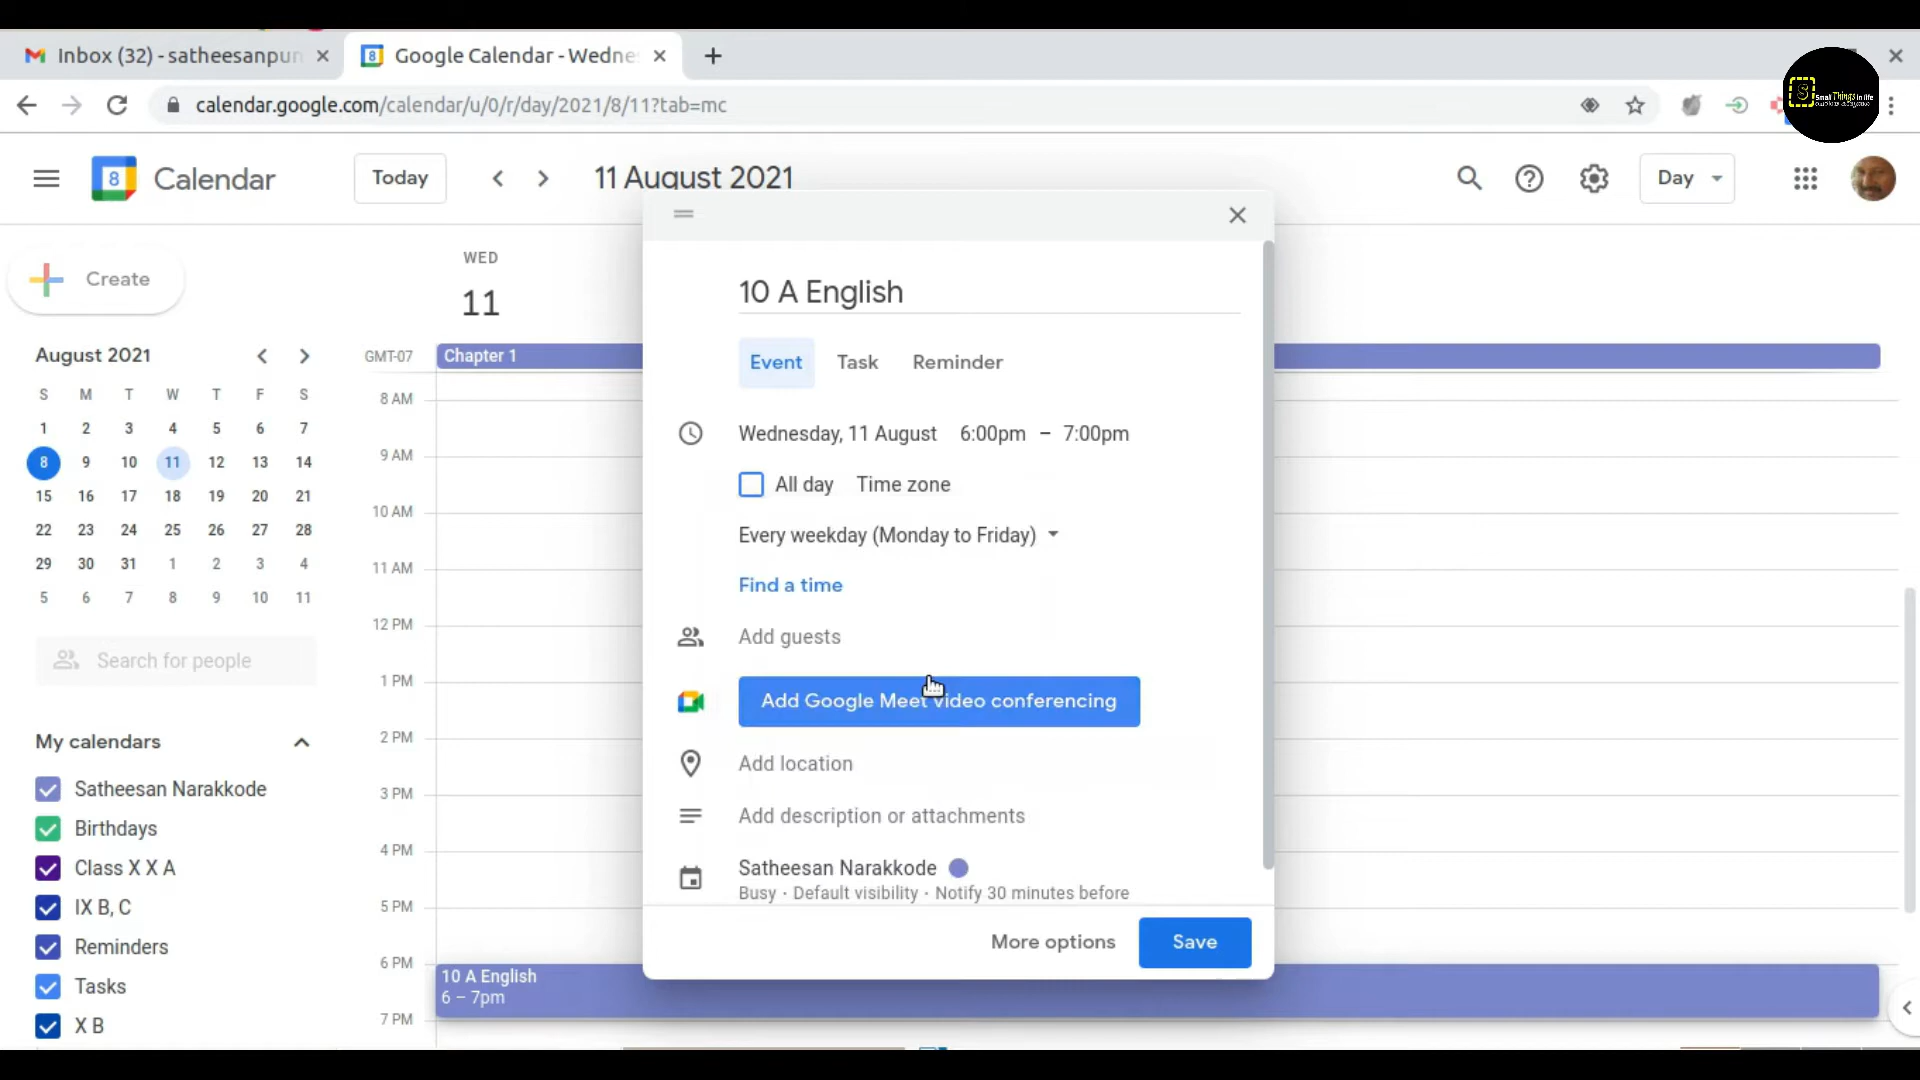 Inbox (32) - satheesanpun
Google Calendar - Wednes
calendar.google.com/calendar/u/0/r/day/2021/8/11?tab=mc
S
Small Things in life
8
Calendar
Today
11 August 2021
Day
Create
WED
11
August 2021
S M T W T F S
1 2 3 4 5 6 7
8 9 10 11 12 13 14
15 16 17 18 19 20 21
22 23 24 25 26 27 28
29 30 31 1 2 3 4
5 6 7 8 9 10 11
Search for people
My calendars
Satheesan Narakkode
Birthdays
Class X X A
IX B, C
Reminders
Tasks
X B
GMT-07
Chapter 1
8 AM
9 AM
10 AM
11 AM
12 PM
1 PM
2 PM
3 PM
4 PM
5 PM
6 PM
7 PM
10 A English
6 – 7pm
10 A English
Event Task Reminder
Wednesday, 11 August 6:00pm – 7:00pm
All day Time zone
Every weekday (Monday to Friday)
Find a time
Add guests
Add Google Meet video conferencing
Add location
Add description or attachments
Satheesan Narakkode
Busy · Default visibility · Notify 30 minutes before
More options
Save